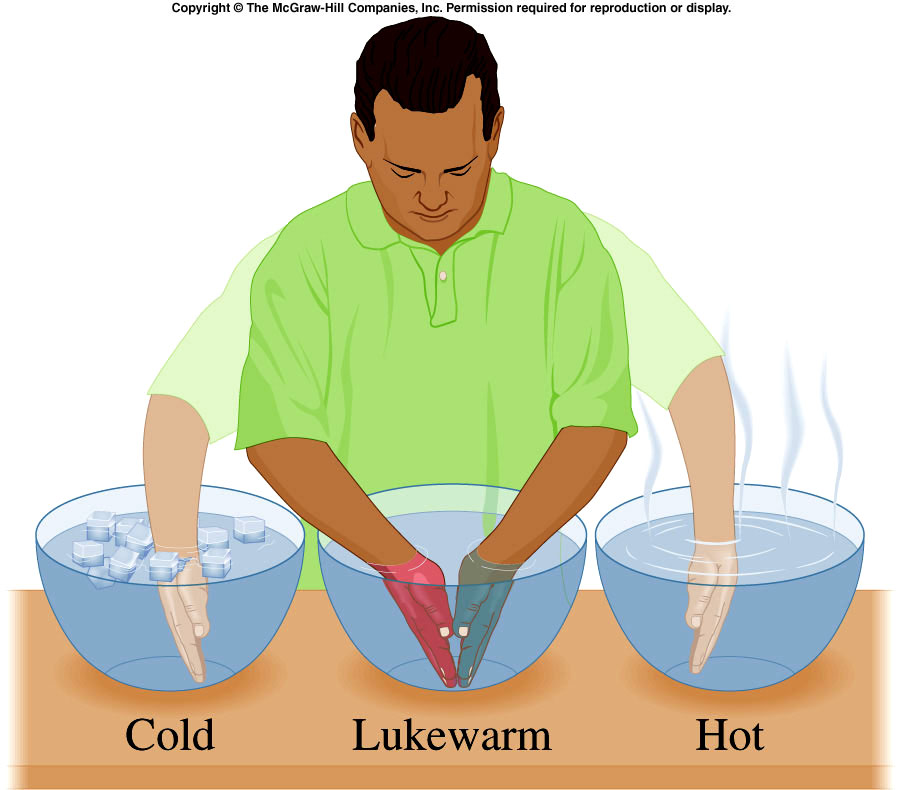 Copyright © The McGraw-Hill Companies, Inc. Permission required for reproduction or display.
Cold
Lukewarm
Hot